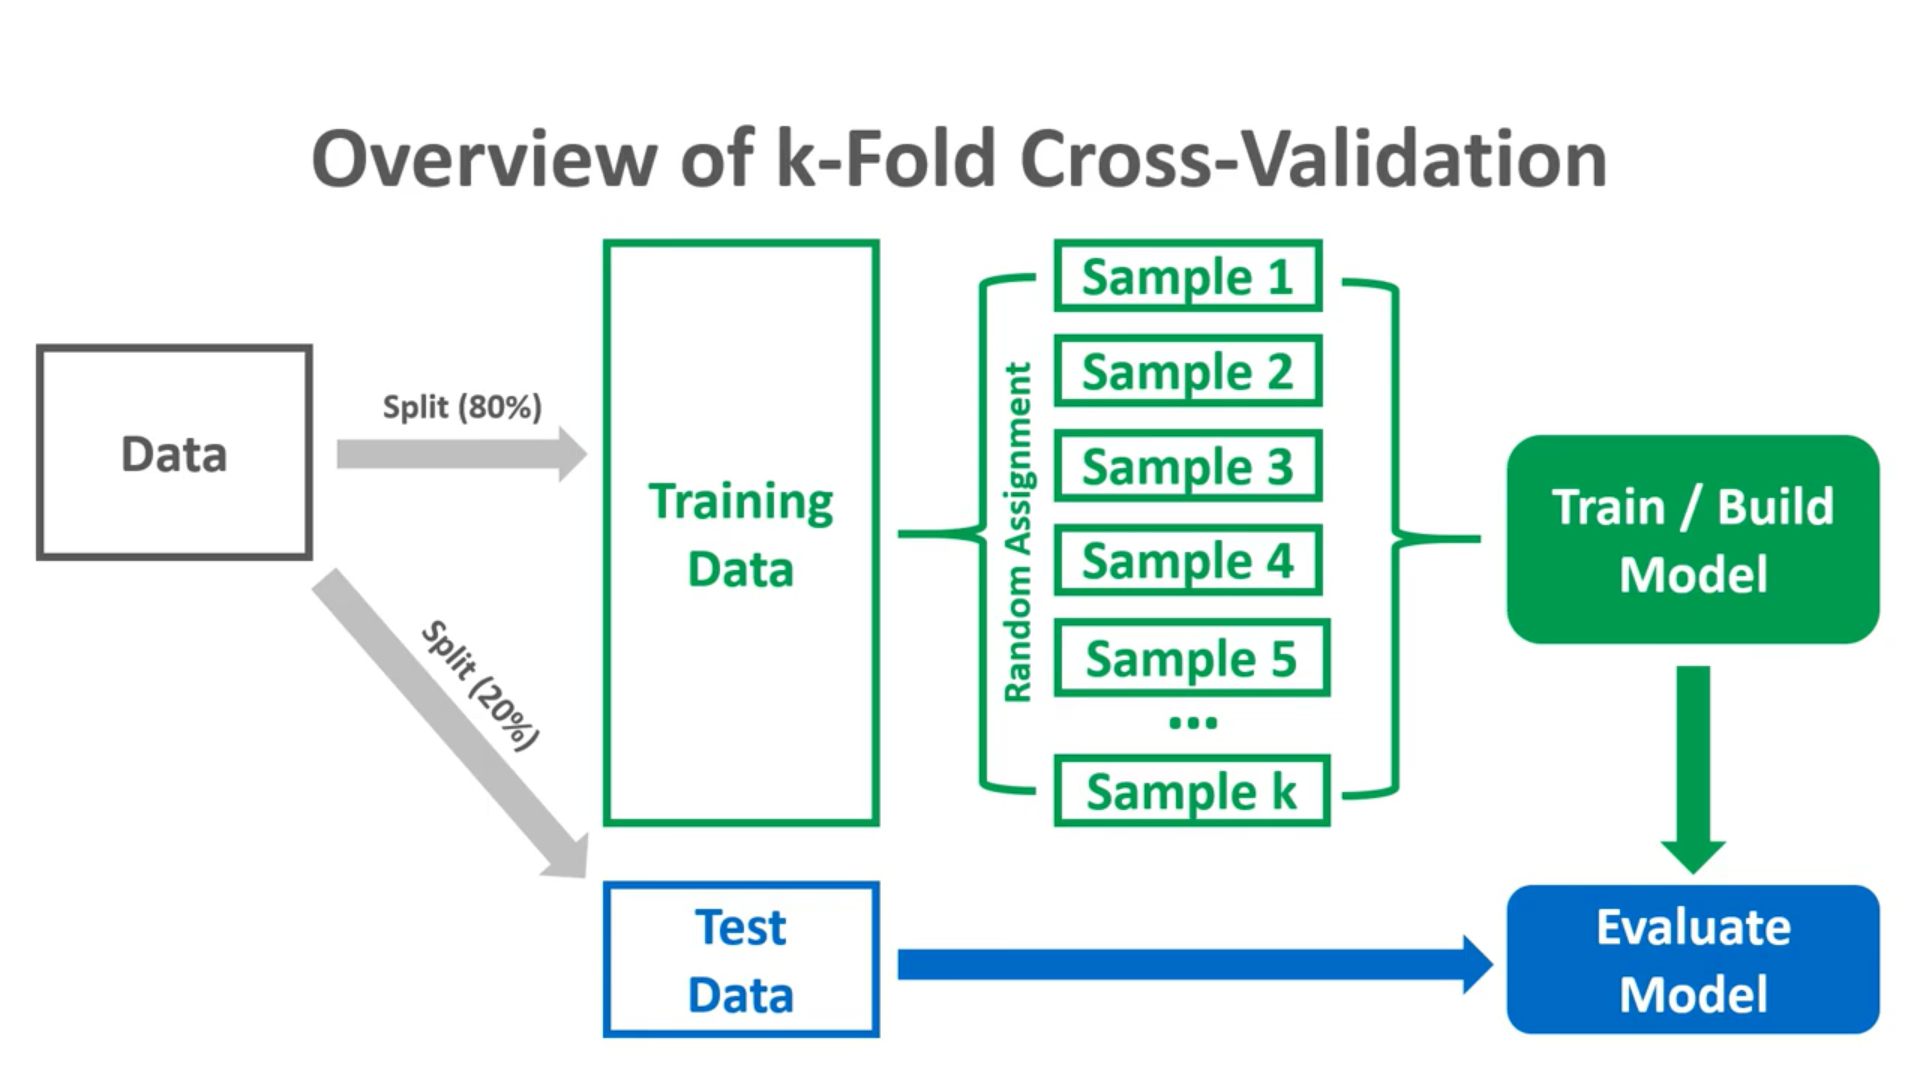 Overview of k-Fold Cross-Validation
Data
Split (80%)
Split (20%)
Training
Data
Random Assignment
Sample 1
Sample 2
Sample 3
Sample 4
Sample 5
...
Sample k
Train / Build
Model
Test
Data
Evaluate
Model